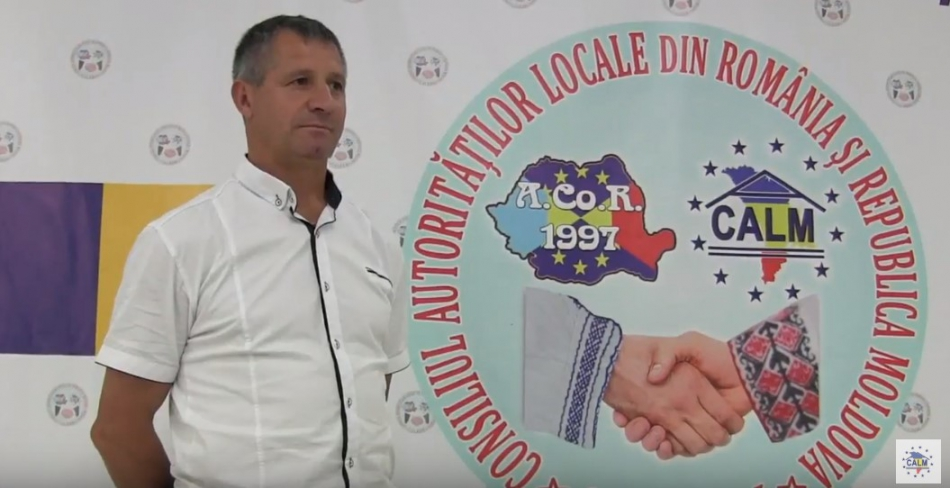 CONSILIUL AUTORITĂȚILOR LOCALE DIN ROMÂNIA ȘI REPUBLICA MOLDOVA
A.Co.R.
1997
CALM
CALM